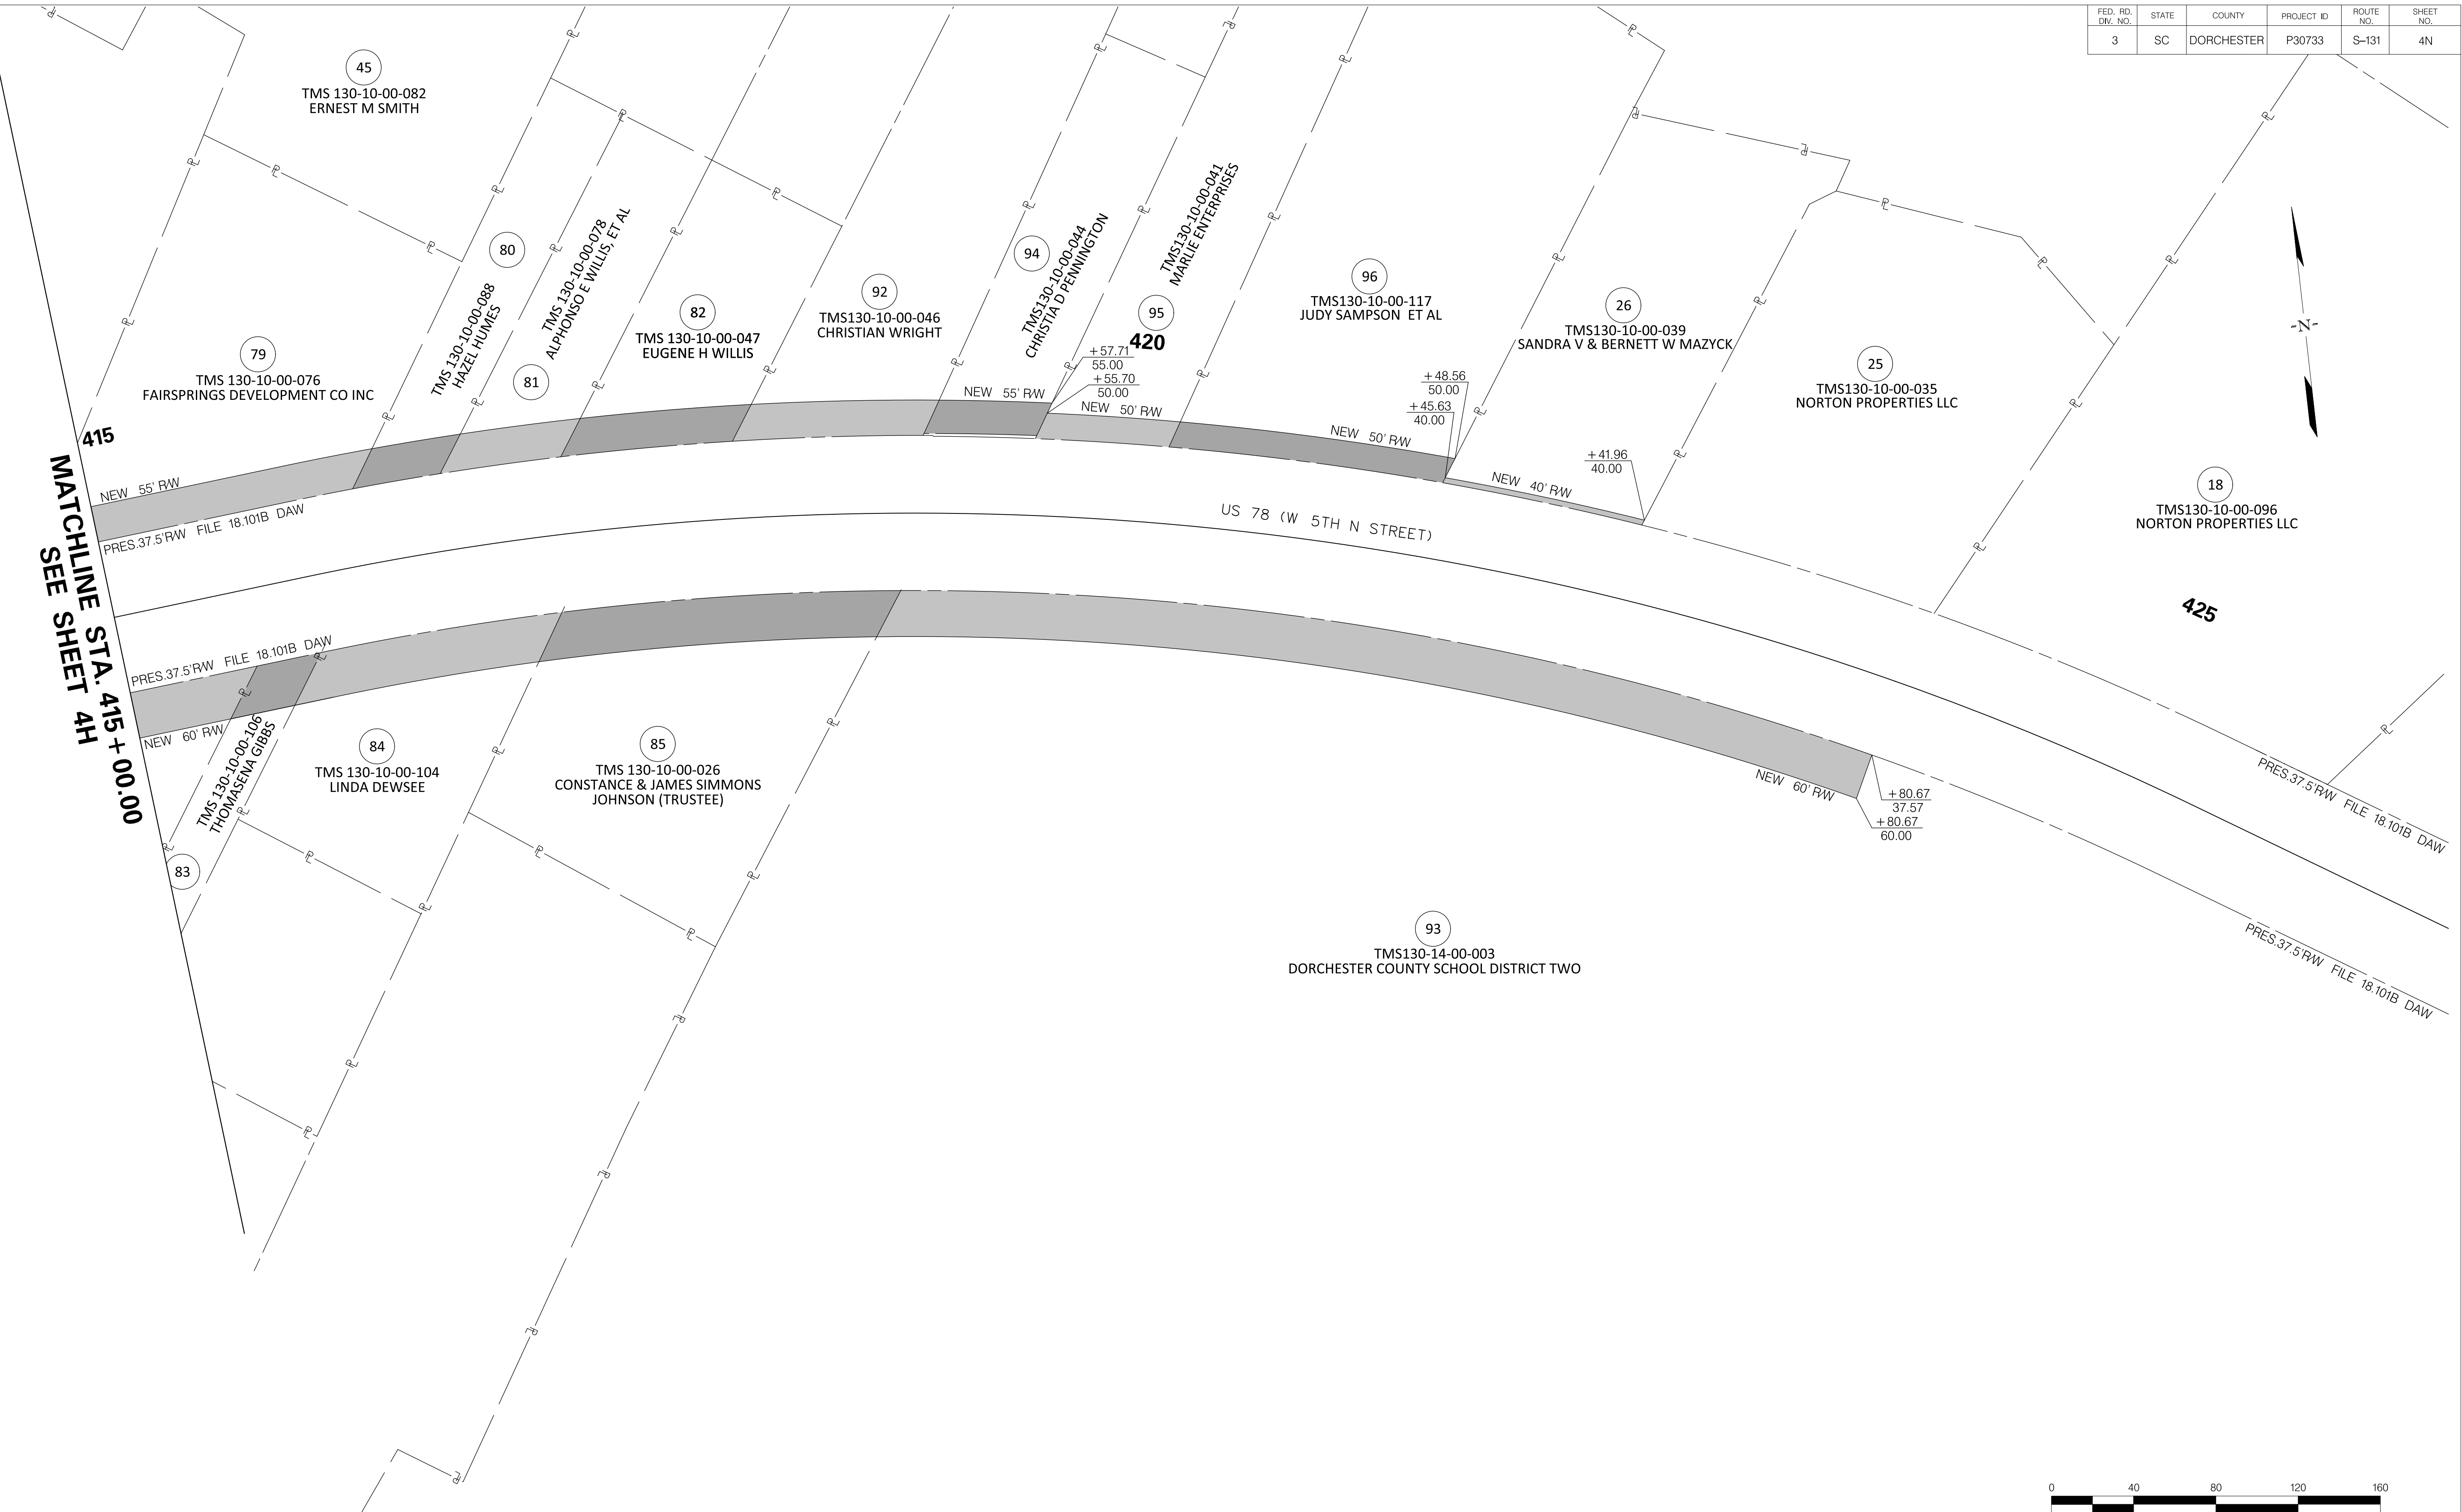 FED. RD. DIV. NO. STATE COUNTY PROJECT ID ROUTE NO. SHEET NO.
3 SC DORCHESTER P30733 S-131 4N
45
TMS 130-10-00-082
ERNEST M SMITH
79
TMS 130-10-00-076
FAIRSPRINGS DEVELOPMENT CO INC
80
TMS 130-10-00-088
HAZEL HUMES
81
TMS 130-10-00-078
ALPHONSO E WILLIS, ET AL
82
TMS 130-10-00-047
EUGENE H WILLIS
92
TMS130-10-00-046
CHRISTIAN WRIGHT
94
TMS130-10-00-044
CHRISTIA D PENNINGTON
95
TMS130-10-00-041
MARLIE ENTERPRISES
420
96
TMS130-10-00-117
JUDY SAMPSON ET AL
26
TMS130-10-00-039
SANDRA V & BERNETT W MAZYCK
25
TMS130-10-00-035
NORTON PROPERTIES LLC
18
TMS130-10-00-096
NORTON PROPERTIES LLC
-N-
425
415
+57.71
55.00
+55.70
50.00
+48.56
50.00
+45.63
40.00
+41.96
40.00
NEW 55' R/W
NEW 55' R/W
NEW 50' R/W
NEW 50' R/W
NEW 40' R/W
PRES.37.5'R/W FILE 18.101B DAW
US 78 (W 5TH N STREET)
PRES.37.5'R/W FILE 18.101B DAW
NEW 60' R/W
MATCHLINE STA. 415+00.00
SEE SHEET 4H
83
TMS 130-10-00-106
THOMASENA GIBBS
84
TMS 130-10-00-104
LINDA DEWSEE
85
TMS 130-10-00-026
CONSTANCE & JAMES SIMMONS
JOHNSON (TRUSTEE)
NEW 60' R/W
+80.67
37.57
+80.67
60.00
PRES.37.5'R/W FILE 18.101B DAW
PRES.37.5'R/W FILE 18.101B DAW
93
TMS130-14-00-003
DORCHESTER COUNTY SCHOOL DISTRICT TWO
0 40 80 120 160